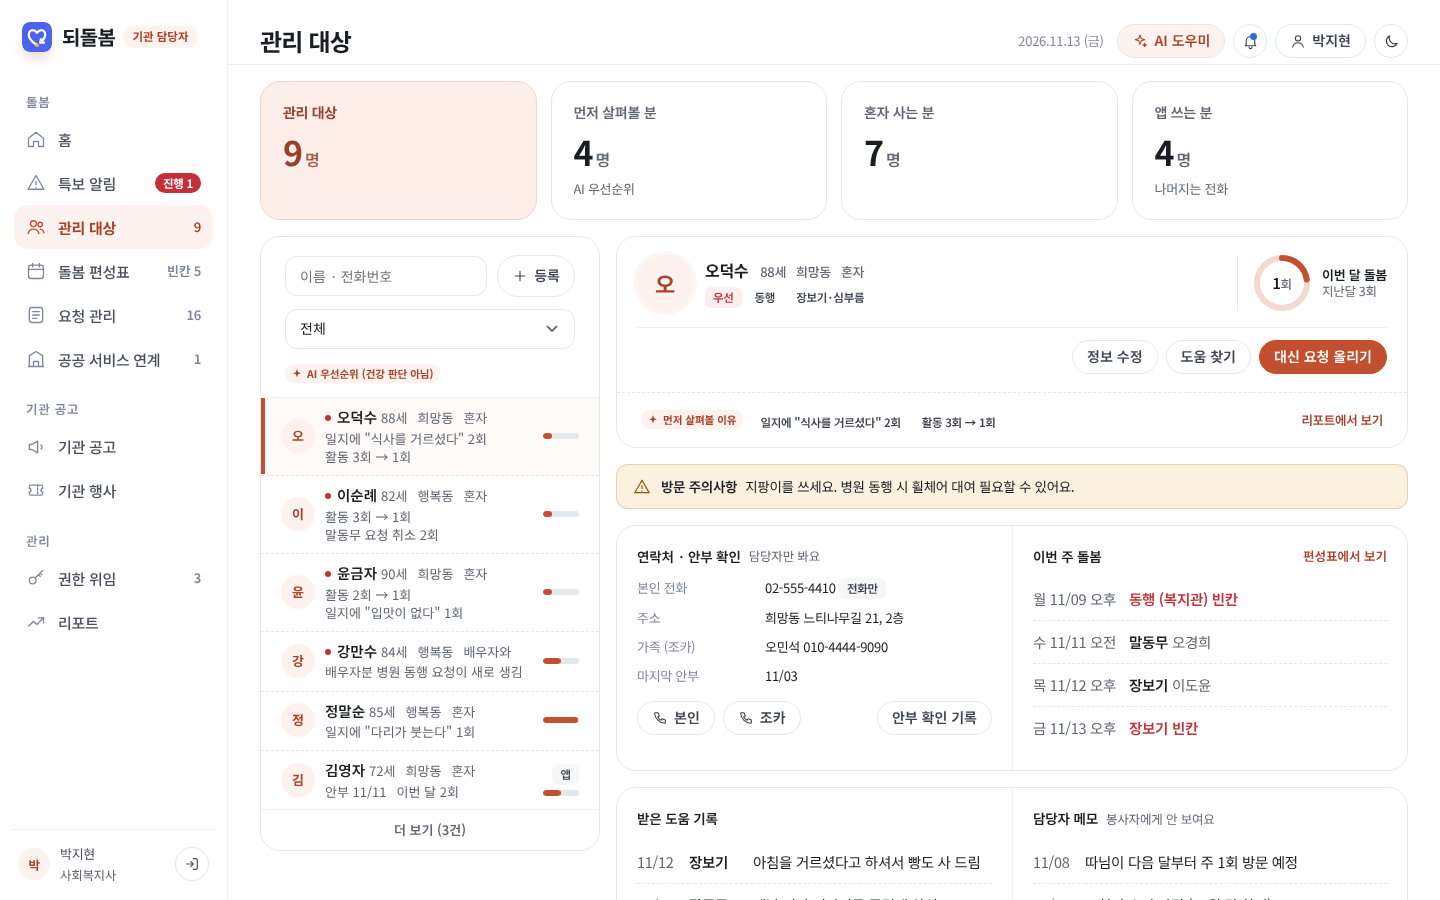 되돌봄 기관 담당자
돌봄
홈
특보 알림 진행 1
관리 대상 9
돌봄 편성표 빈칸 5
요청 관리 16
공공 서비스 연계 1
기관 공고
기관 공고
기관 행사
관리
권한 위임 3
리포트
박 박지현
사회복지사
관리 대상
2026.11.13 (금) AI 도우미 박지현
관리 대상
9명
먼저 살펴볼 분
4명
AI 우선순위
혼자 사는 분
7명
앱 쓰는 분
4명
나머지는 전화
이름 · 전화번호
등록
전체
AI 우선순위 (건강 판단 아님)
오 오덕수 88세 희망동 혼자
일지에 "식사를 거르셨다" 2회
활동 3회 → 1회
이 이순례 82세 행복동 혼자
활동 3회 → 1회
말동무 요청 취소 2회
윤 윤금자 90세 희망동 혼자
활동 2회 → 1회
일지에 "입맛이 없다" 1회
강 강만수 84세 행복동 배우자와
배우자분 병원 동행 요청이 새로 생김
정 정말순 85세 행복동 혼자
일지에 "다리가 붓는다" 1회
김 김영자 72세 희망동 혼자 앱
안부 11/11 이번 달 2회
더 보기 (3건)
오 오덕수 88세 희망동 혼자
우선 동행 장보기·심부름
1회
이번 달 돌봄
지난달 3회
정보 수정 도움 찾기 대신 요청 올리기
먼저 살펴볼 이유 일지에 "식사를 거르셨다" 2회 활동 3회 → 1회 리포트에서 보기
방문 주의사항 지팡이를 쓰세요. 병원 동행 시 휠체어 대여 필요할 수 있어요.
연락처 · 안부 확인 담당자만 봐요
본인 전화 02-555-4410 전화만
주소 희망동 느티나무길 21, 2층
가족 (조카) 오민석 010-4444-9090
마지막 안부 11/03
본인 조카 안부 확인 기록
이번 주 돌봄 편성표에서 보기
월 11/09 오후 동행 (복지관) 빈칸
수 11/11 오전 말동무 오경희
목 11/12 오후 장보기 이도윤
금 11/13 오후 장보기 빈칸
받은 도움 기록
11/12 장보기 아침을 거르셨다고 하셔서 빵도 사 드림
담당자 메모 봉사자에게 안 보여요
11/08 따님이 다음 달부터 주 1회 방문 예정